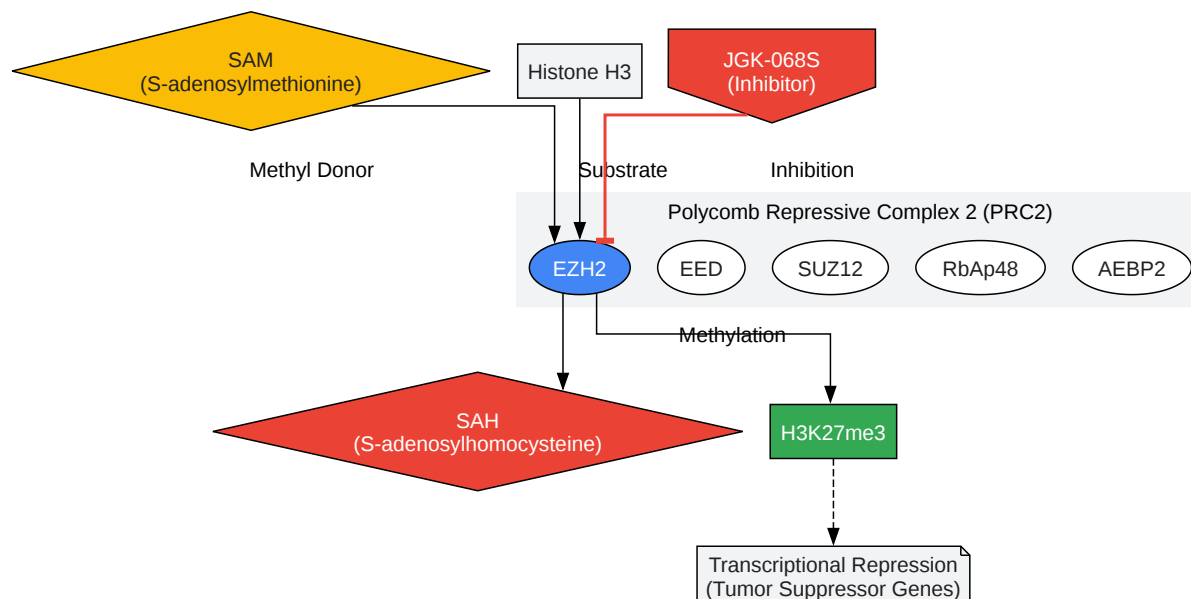 SAM
(S-adenosylmethionine)
Histone H3
JGK-068S
(Inhibitor)
Methyl Donor
Substrate
Inhibition
Polycomb Repressive Complex 2 (PRC2)
EZH2
EED
SUZ12
RbAp48
AEBP2
Methylation
SAH
(S-adenosylhomocysteine)
H3K27me3
Transcriptional Repression
(Tumor Suppressor Genes)